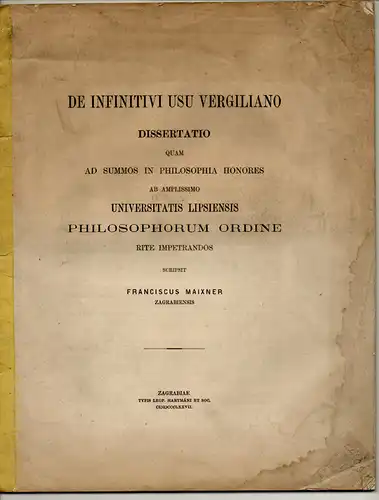 DE INFINITIVI USU VERGILIANO
DISSERTATIO
QUAM
AD SUMMOS IN PHILOSOPHIA HONORES
AB AMPLISSIMO
UNIVERSITATIS LIPSIENSIS
PHILOSOPHORUM ORDINE
RITE IMPETRANDOS
SCRIPSIT
FRANCISCUS MAIXNER
ZAGRABIENSIS
ZAGRABIAE
TYPIS LEOP. HARTMÁNI ET SOC.